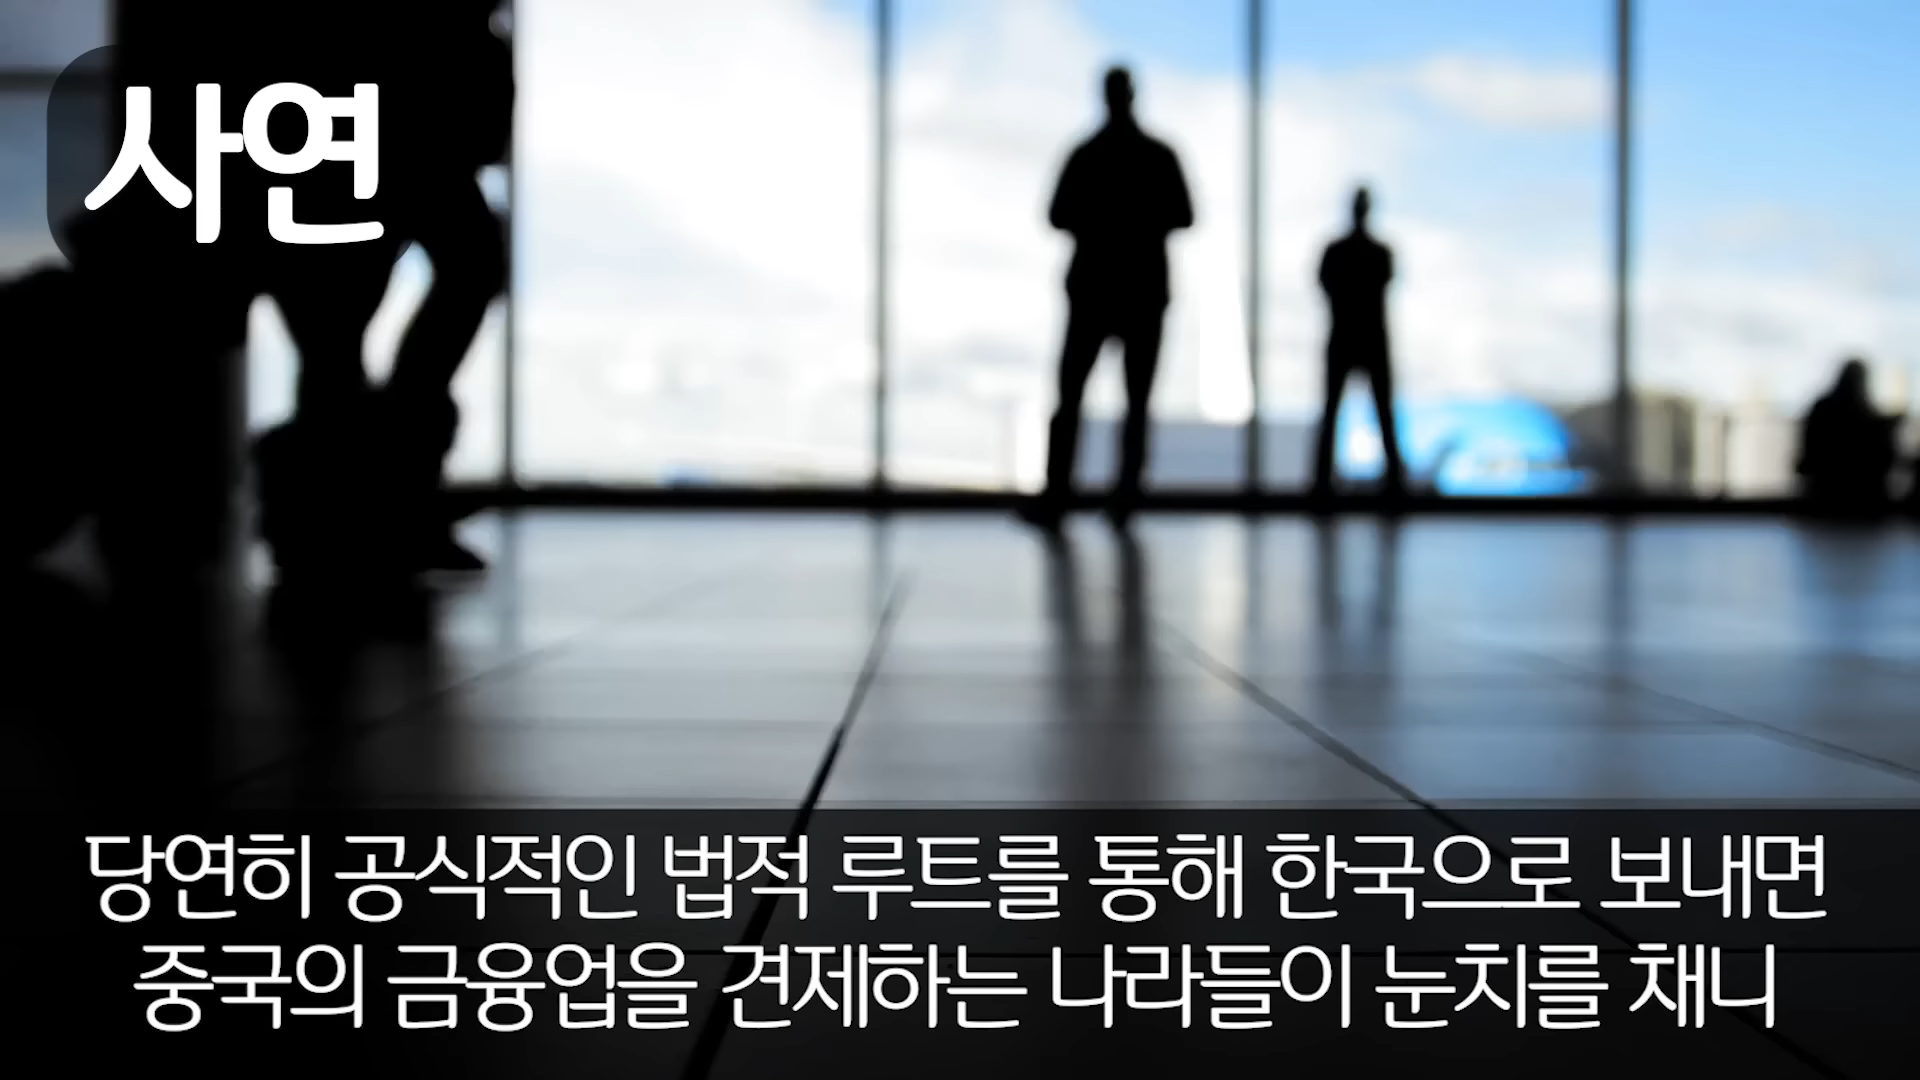 사연
당연히 공식적인 법적 루트를 통해 한국으로 보내면
중국의 금융업을 견제하는 나라들이 눈치를 채니